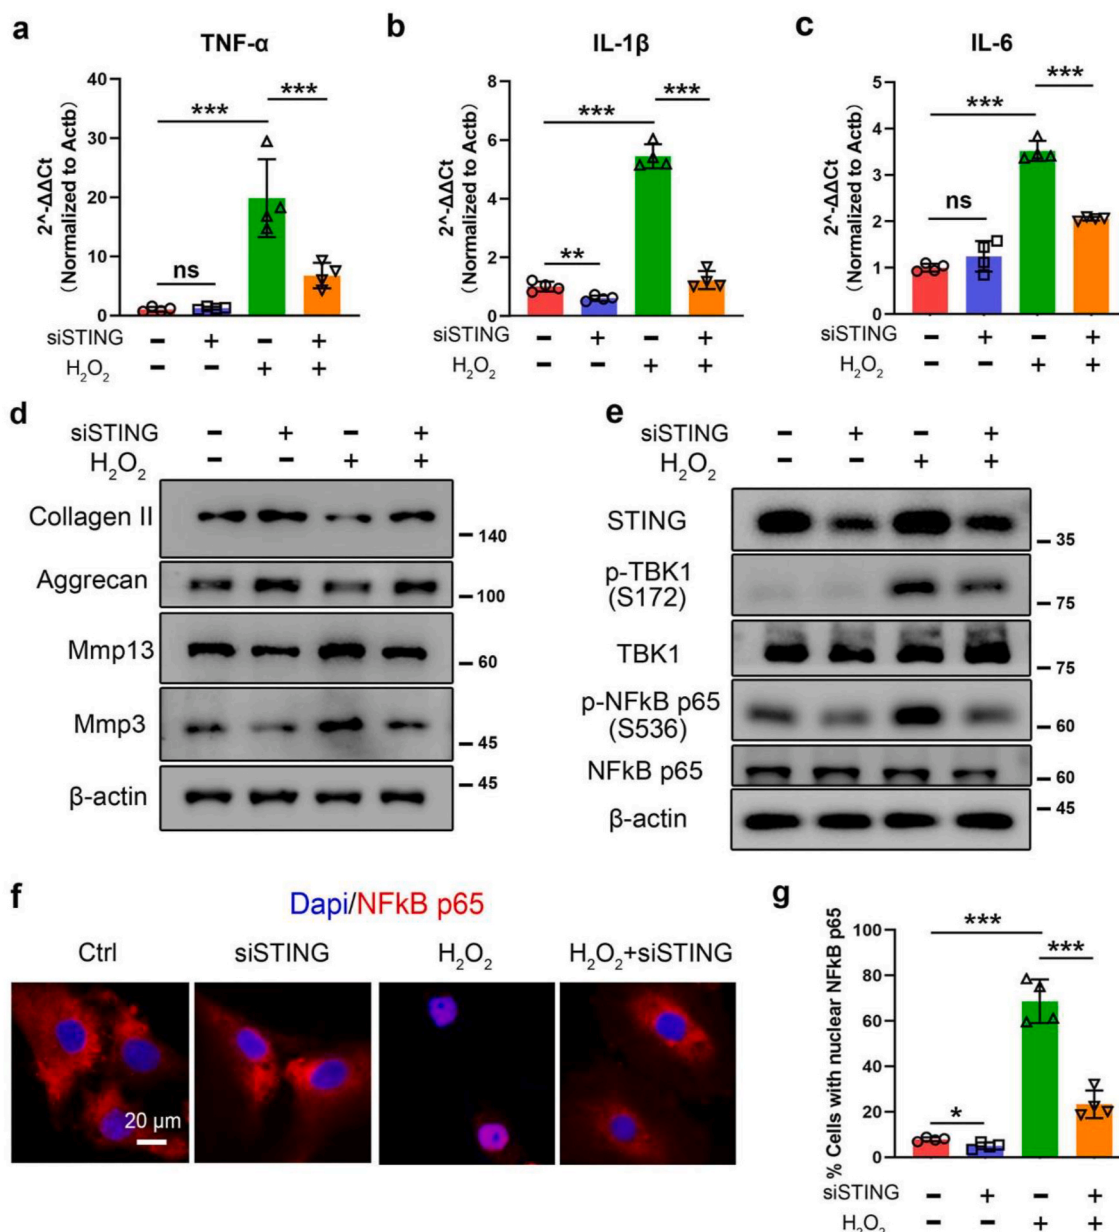 a
TNF-α
2^-ΔΔCt
(Normalized to Actb)
40
30
20
10
0
ns
***
***
siSTING - + - +
H2O2 - - + +
b
IL-1β
2^-ΔΔCt
(Normalized to Actb)
8
6
4
2
0
**
***
***
siSTING - + - +
H2O2 - - + +
c
IL-6
2^-ΔΔCt
(Normalized to Actb)
5
4
3
2
1
0
ns
***
***
siSTING - + - +
H2O2 - - + +
d
siSTING - + - +
H2O2 - - + +
Collagen II
140
Aggrecan
100
Mmp13
60
Mmp3
45
β-actin
45
e
siSTING - + - +
H2O2 - - + +
STING
35
p-TBK1
(S172)
75
TBK1
75
p-NFkB p65
(S536)
60
NFkB p65
60
β-actin
45
f
Dapi/NFkB p65
Ctrl
siSTING
H2O2
H2O2+siSTING
20 μm
g
% Cells with nuclear NFkB p65
100
80
60
40
20
0
*
***
***
siSTING - + - +
H2O2 - - + +